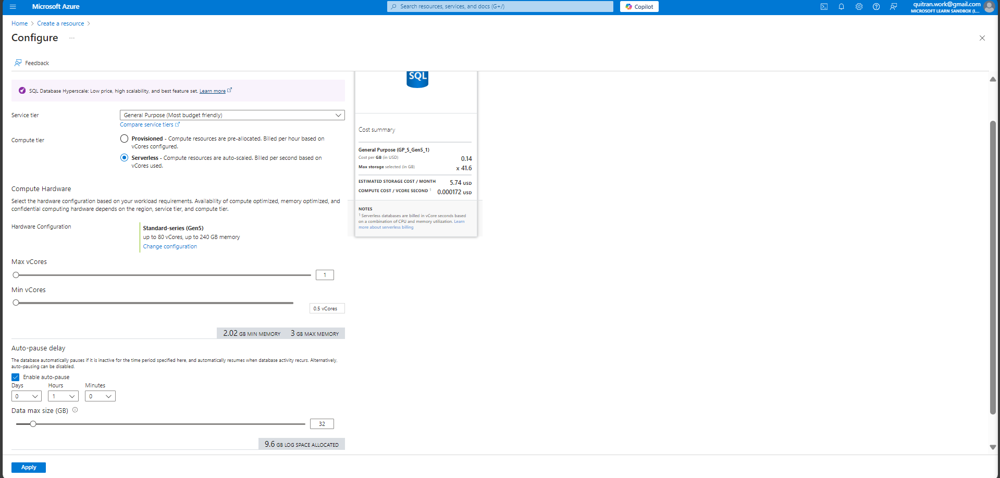 Microsoft Azure
Search resources, services, and docs (G+/)
Copilot
quitran.work@gmail.com
MICROSOFT LEARN SANDBOX (L...
Home > Create a resource >
Configure ...
Feedback
SQL Database Hyperscale: Low price, high scalability, and best feature set. Learn more
Service tier
General Purpose (Most budget friendly)
Compare service tiers
Compute tier
Provisioned - Compute resources are pre-allocated. Billed per hour based on
vCores configured.
Serverless - Compute resources are auto-scaled. Billed per second based on
vCores used.
Compute Hardware
Select the hardware configuration based on your workload requirements. Availability of compute optimized, memory optimized, and
confidential computing hardware depends on the region, service tier, and compute tier.
Hardware Configuration
Standard-series (Gen5)
up to 80 vCores, up to 240 GB memory
Change configuration
Max vCores
1
Min vCores
0.5 vCores
2.02 GB MIN MEMORY 3 GB MAX MEMORY
Auto-pause delay
The database automatically pauses if it is inactive for the time period specified here, and automatically resumes when database activity recurs. Alternatively,
auto-pausing can be disabled.
Enable auto-pause
Days Hours Minutes
0 1 0
Data max size (GB)
32
9.6 GB LOG SPACE ALLOCATED
Apply
SQL
Cost summary
General Purpose (GP_S_Gen5_1)
Cost per GB (in USD) 0.14
Max storage selected (in GB) x 41.6
ESTIMATED STORAGE COST / MONTH 5.74 USD
COMPUTE COST / VCORE SECOND 1 0.000172 USD
NOTES
1 Serverless databases are billed in vCore seconds based
on a combination of CPU and memory utilization. Learn
more about serverless billing